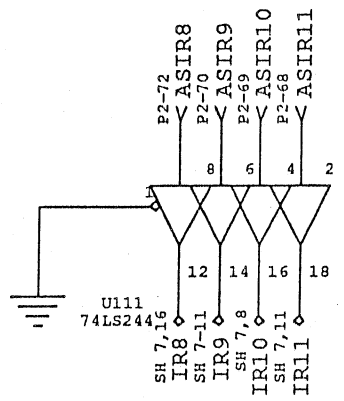 P2-72
ASIR8
P2-70
ASIR9
P2-69
ASIR10
P2-68
ASIR11
1
8
6
4
2
12
14
16
18
U111
74LS244
SH 7,16
IR8
SH 7-11
IR9
SH 7,8
IR10
SH 7,11
IR11